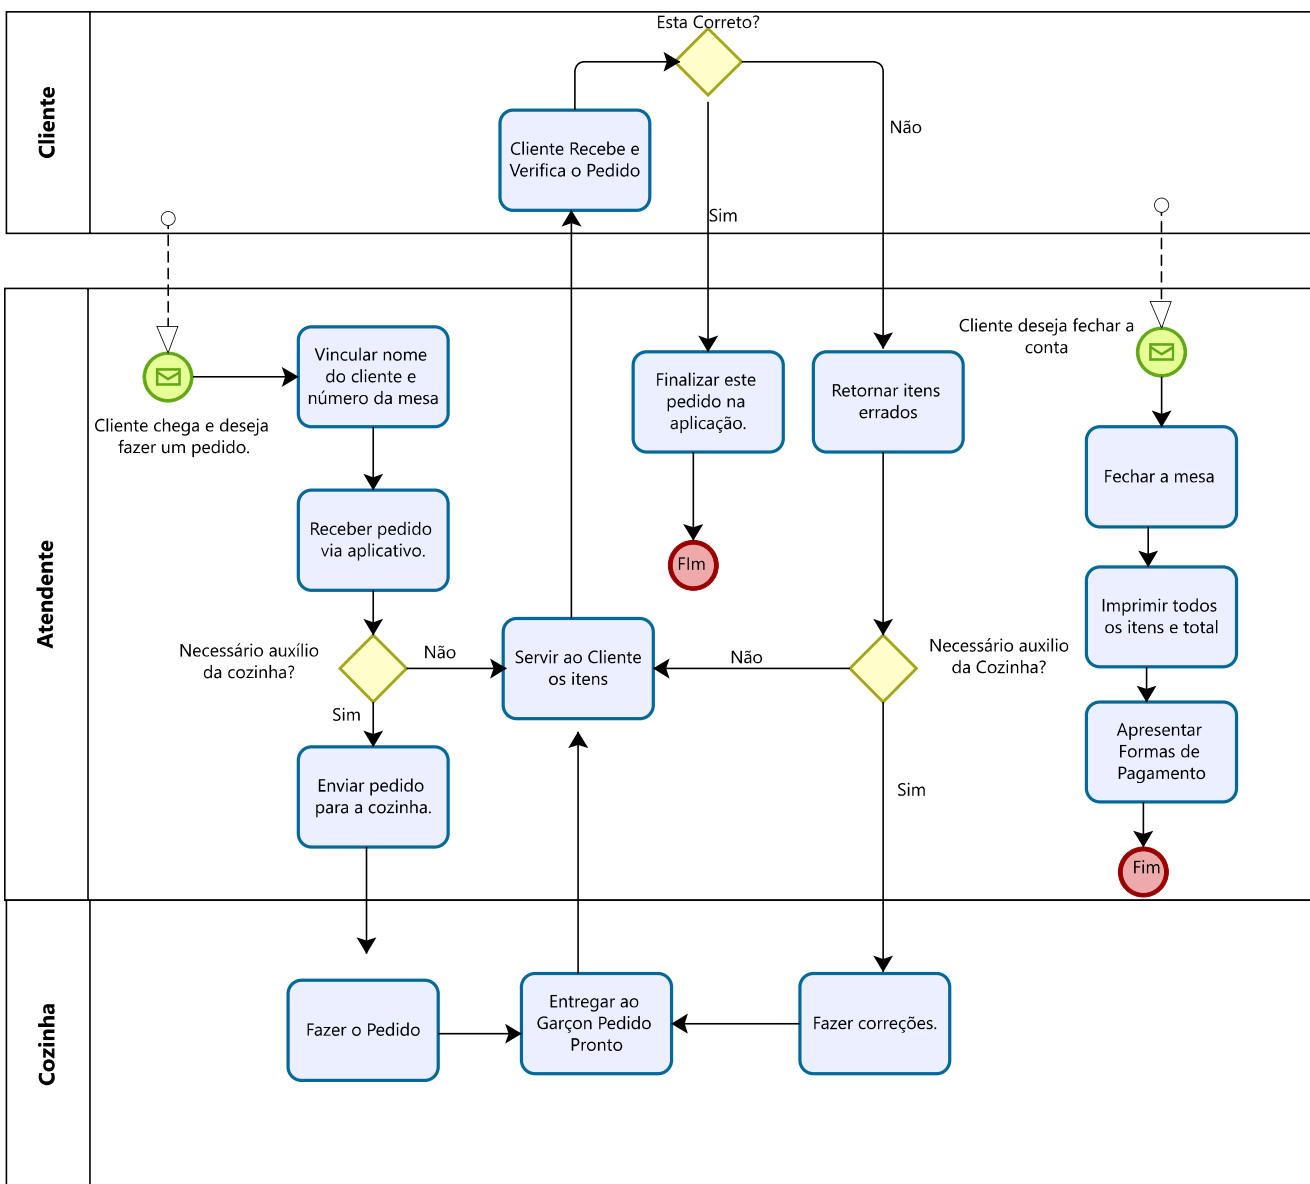 Esta Correto?
Cliente
Cliente Recebe e
Verifica o Pedido
Não
Sim
Atendente
Cliente chega e deseja
fazer um pedido.
Vincular nome
do cliente e
número da mesa
Receber pedido
via aplicativo.
Necessário auxílio
da cozinha?
Não
Sim
Enviar pedido
para a cozinha.
Servir ao Cliente
os itens
Finalizar este
pedido na
aplicação.
FIm
Retornar itens
errados
Não
Necessário auxilio
da Cozinha?
Sim
Cliente deseja fechar a
conta
Fechar a mesa
Imprimir todos
os itens e total
Apresentar
Formas de
Pagamento
Fim
Cozinha
Fazer o Pedido
Entregar ao
Garçon Pedido
Pronto
Fazer correções.